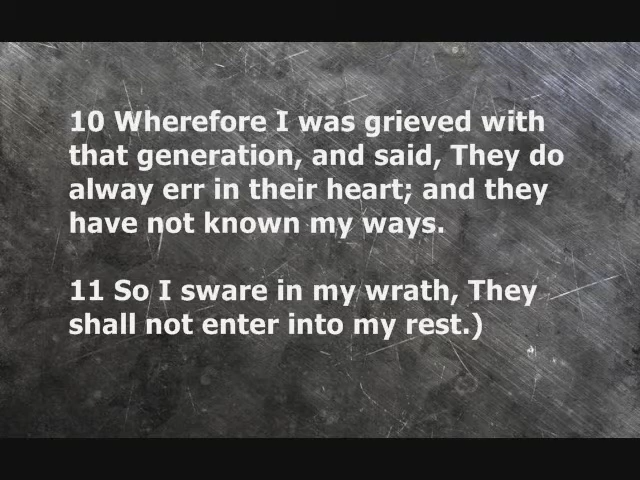 10 Wherefore I was grieved with
that generation, and said, They do
alway err in their heart; and they
have not known my ways.
11 So I sware in my wrath, They
shall not enter into my rest.)